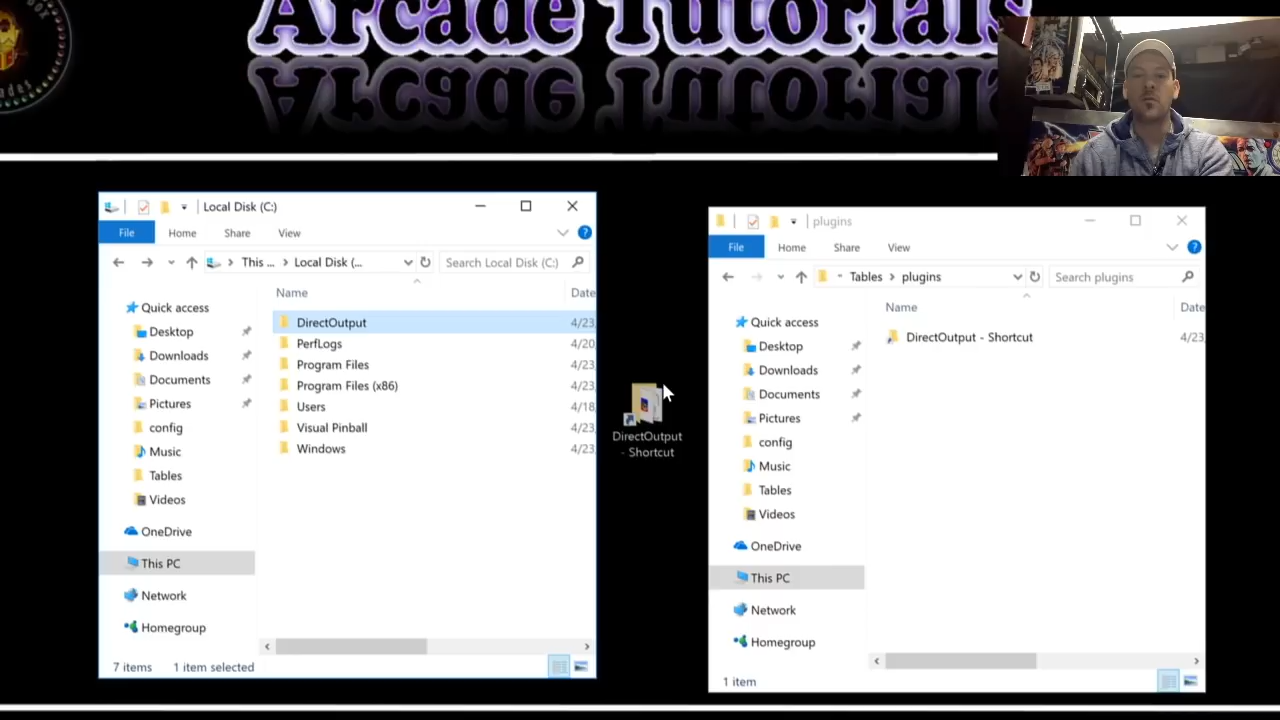 Arcade Tutorials
Local Disk (C:)
File
Home
Share
View
This ...
Local Disk (...
Search Local Disk (C:)
Name
Date
Quick access
Desktop
Downloads
Documents
Pictures
config
Music
Tables
Videos
OneDrive
This PC
Network
Homegroup
DirectOutput
4/23
PerfLogs
4/20
Program Files
4/23
Program Files (x86)
4/23
Users
4/18
Visual Pinball
4/23
Windows
4/23
7 items
1 item selected
DirectOutput
- Shortcut
plugins
File
Home
Share
View
Tables
plugins
Search plugins
Name
Date
Quick access
Desktop
Downloads
Documents
Pictures
config
Music
Tables
Videos
OneDrive
This PC
Network
Homegroup
DirectOutput - Shortcut
4/23
1 item